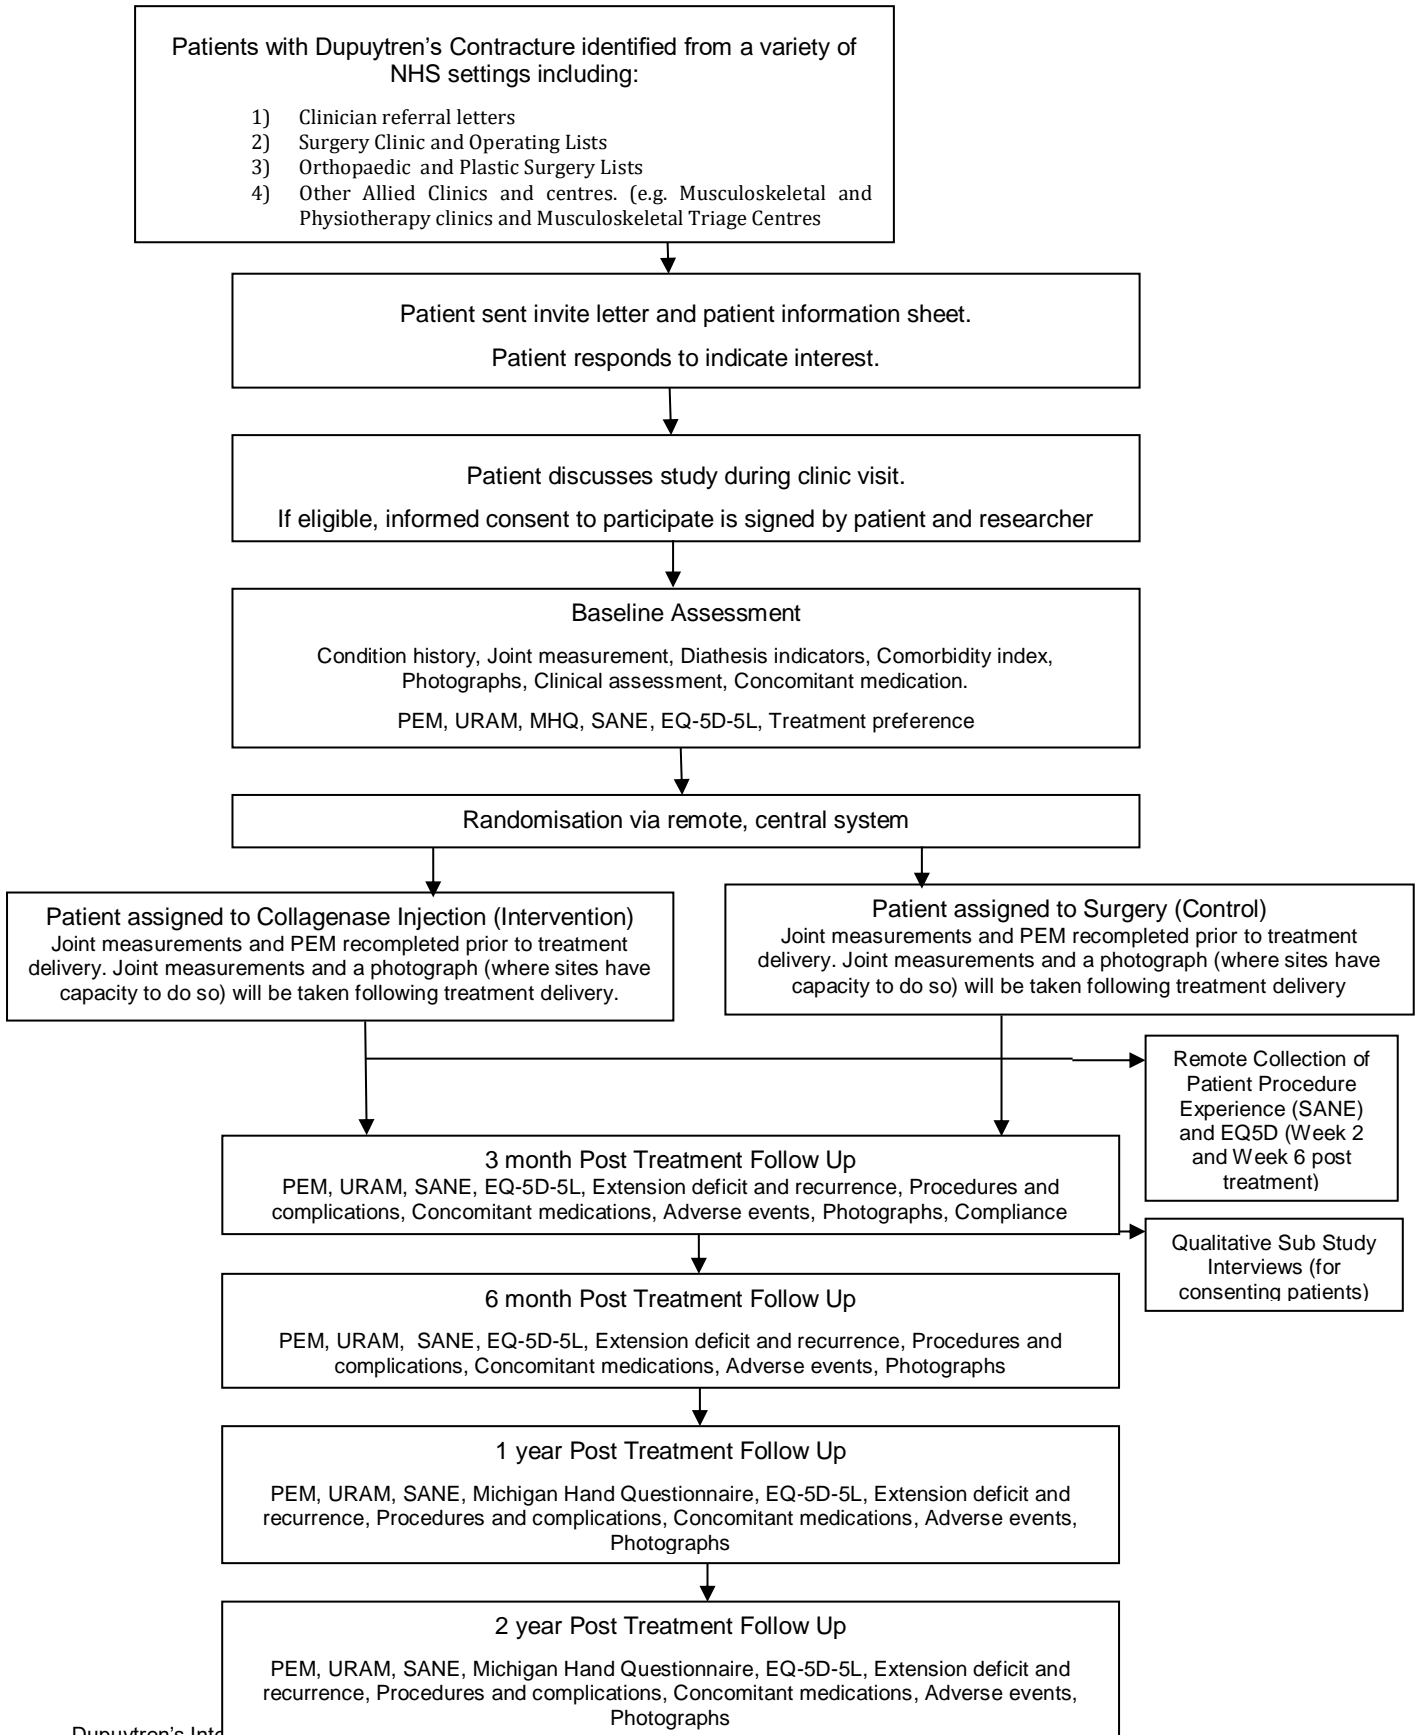 Patients with Dupuytren's Contracture identified from a variety of
NHS settings including:
1) Clinician referral letters
2) Surgery Clinic and Operating Lists
3) Orthopaedic and Plastic Surgery Lists
4) Other Allied Clinics and centres. (e.g. Musculoskeletal and
Physiotherapy clinics and Musculoskeletal Triage Centres
Patient sent invite letter and patient information sheet.
Patient responds to indicate interest.
Patient discusses study during clinic visit.
If eligible, informed consent to participate is signed by patient and researcher
Baseline Assessment
Condition history, Joint measurement, Diathesis indicators, Comorbidity index,
Photographs, Clinical assessment, Concomitant medication.
PEM, URAM, MHQ, SANE, EQ-5D-5L, Treatment preference
Randomisation via remote, central system
Patient assigned to Collagenase Injection (Intervention)
Joint measurements and PEM recompleted prior to treatment
delivery. Joint measurements and a photograph (where sites have
capacity to do so) will be taken following treatment delivery.
Patient assigned to Surgery (Control)
Joint measurements and PEM recompleted prior to treatment
delivery. Joint measurements and a photograph (where sites have
capacity to do so) will be taken following treatment delivery
Remote Collection of
Patient Procedure
Experience (SANE)
and EQ5D (Week 2
and Week 6 post
treatment)
3 month Post Treatment Follow Up
PEM, URAM, SANE, EQ-5D-5L, Extension deficit and recurrence, Procedures and
complications, Concomitant medications, Adverse events, Photographs, Compliance
Qualitative Sub Study
Interviews (for
consenting patients)
6 month Post Treatment Follow Up
PEM, URAM, SANE, EQ-5D-5L, Extension deficit and recurrence, Procedures and
complications, Concomitant medications, Adverse events, Photographs
1 year Post Treatment Follow Up
PEM, URAM, SANE, Michigan Hand Questionnaire, EQ-5D-5L, Extension deficit and
recurrence, Procedures and complications, Concomitant medications, Adverse events,
Photographs
2 year Post Treatment Follow Up
PEM, URAM, SANE, Michigan Hand Questionnaire, EQ-5D-5L, Extension deficit and
recurrence, Procedures and complications, Concomitant medications, Adverse events,
Photographs
Dupuytren's